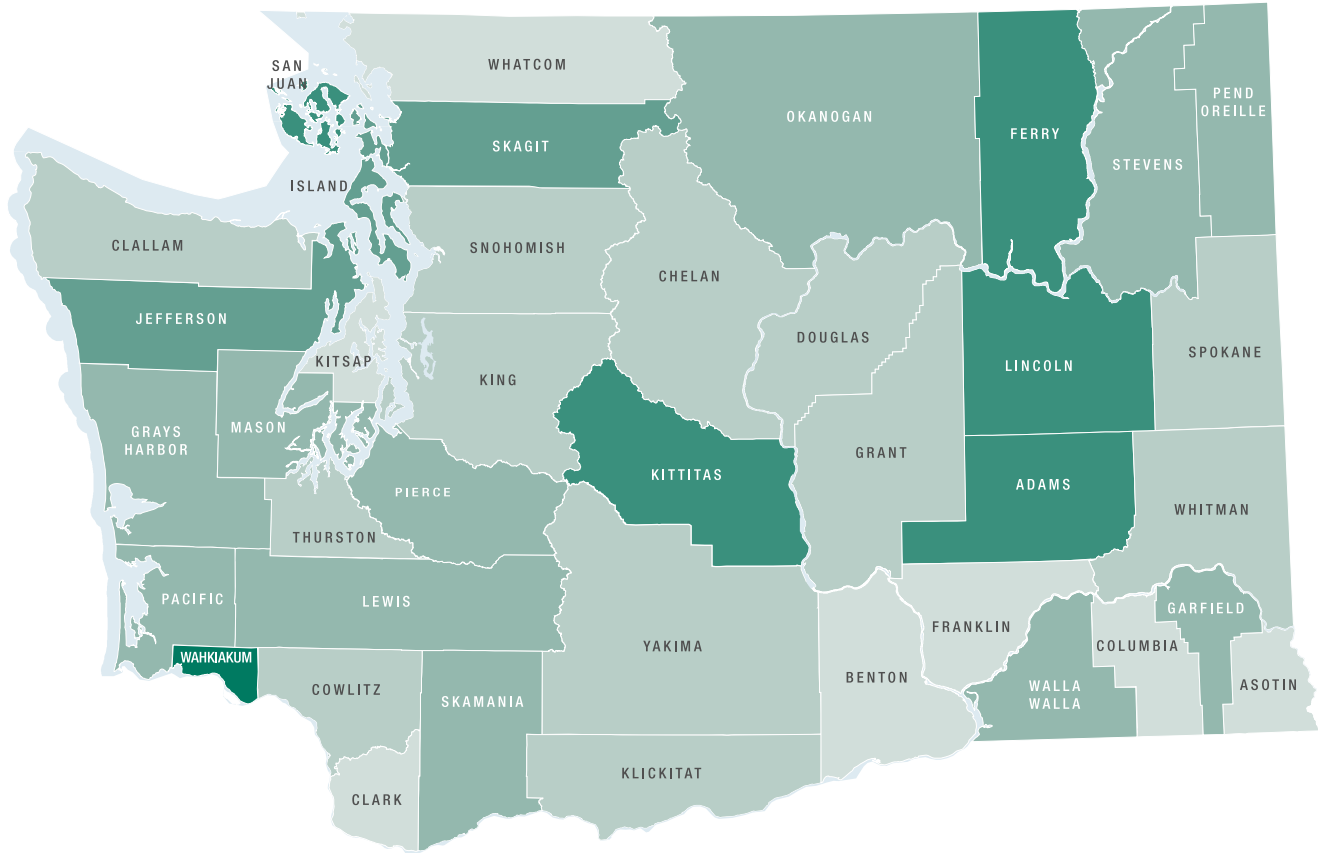 SAN
JUAN
WHATCOM
SKAGIT
OKANOGAN
FERRY
PEND
OREILLE
STEVENS
ISLAND
CLALLAM
SNOHOMISH
CHELAN
JEFFERSON
KITSAP
KING
DOUGLAS
LINCOLN
SPOKANE
GRAYS
HARBOR
MASON
PIERCE
KITTITAS
GRANT
ADAMS
WHITMAN
THURSTON
PACIFIC
LEWIS
YAKIMA
FRANKLIN
GARFIELD
COLUMBIA
WAHKIAKUM
COWLITZ
SKAMANIA
BENTON
WALLA
WALLA
ASOTIN
KLICKITAT
CLARK